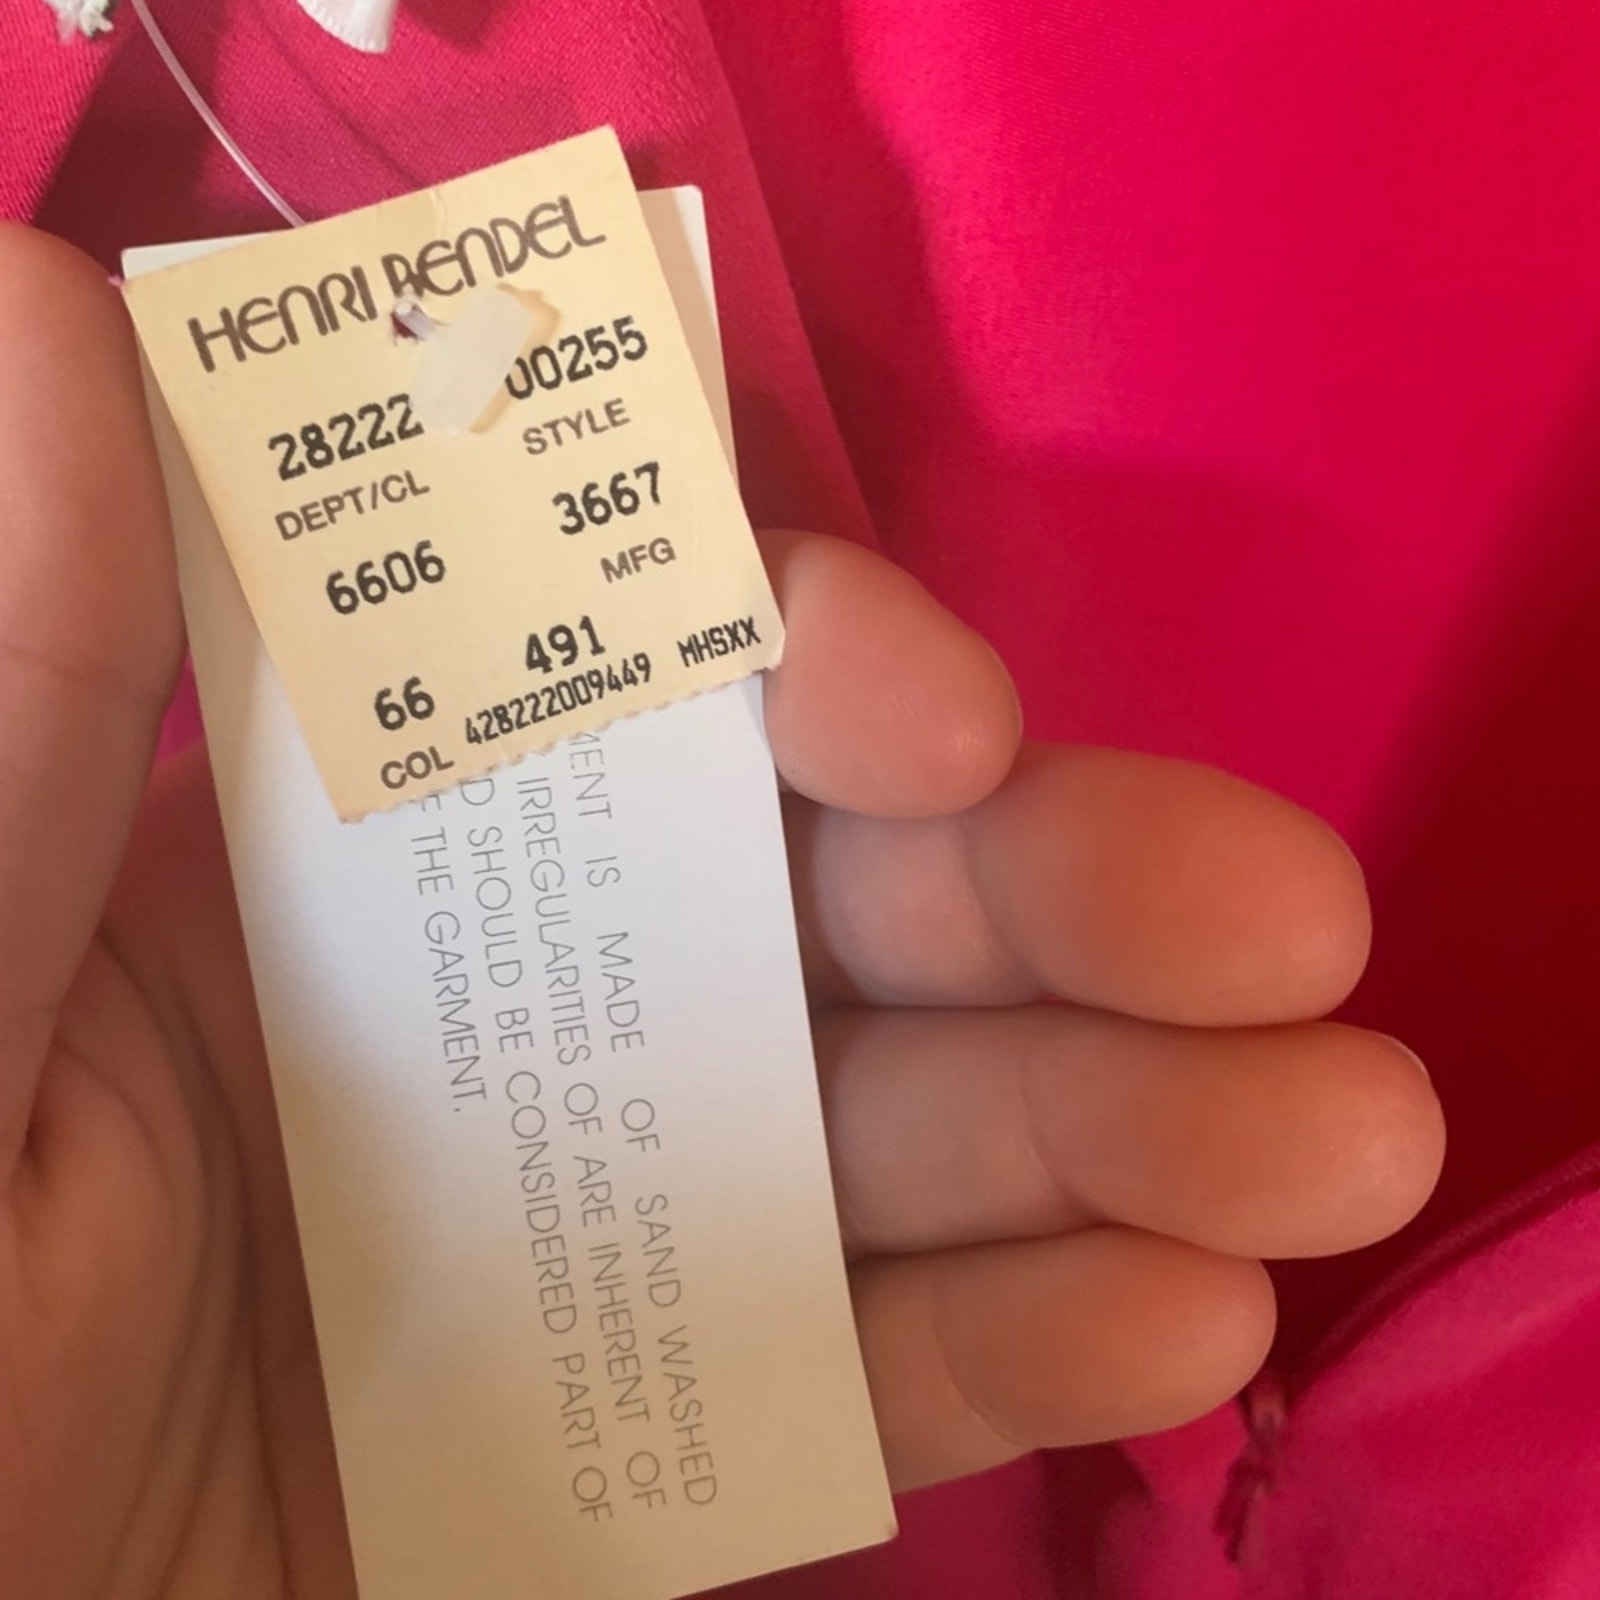 HENRI BENDEL
28222 00255
DEPT/CL STYLE
6606 3667
MFG
66 491
COL 428222009449 MHSXX
IS MADE OF SAND WASHED
IRREGULARITIES OF ARE INHERENT OF
SHOULD BE CONSIDERED PART OF
THE GARMENT.